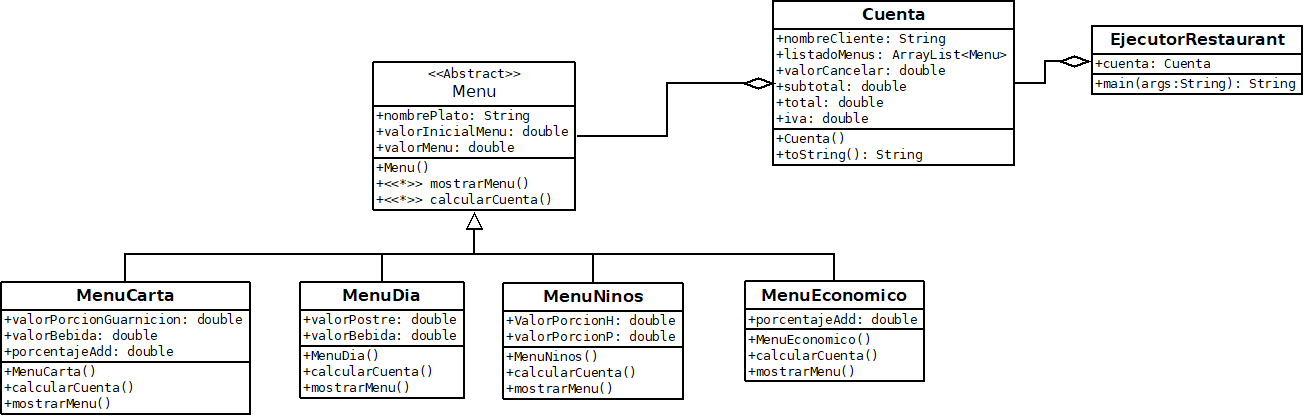 Cuenta
+nombreCliente: String
+listadoMenus: ArrayList<Menu>
+valorCancelar: double
+subtotal: double
+total: double
+iva: double
+Cuenta()
+toString(): String
EjecutorRestaurant
+cuenta: Cuenta
+main(args:String): String
<<Abstract>>
Menu
+nombrePlato: String
+valorInicialMenu: double
+valorMenu: double
+Menu()
+<<*>> mostrarMenu()
+<<*>> calcularCuenta()
MenuCarta
+valorPorcionGuarnicion: double
+valorBebida: double
+porcentajeAdd: double
+MenuCarta()
+calcularCuenta()
+mostrarMenu()
MenuDia
+valorPostre: double
+valorBebida: double
+MenuDia()
+calcularCuenta()
+mostrarMenu()
MenuNinos
+ValorPorcionH: double
+valorPorcionP: double
+MenuNinos()
+calcularCuenta()
+mostrarMenu()
MenuEconomico
+porcentajeAdd: double
+MenuEconomico()
+calcularCuenta()
+mostrarMenu()